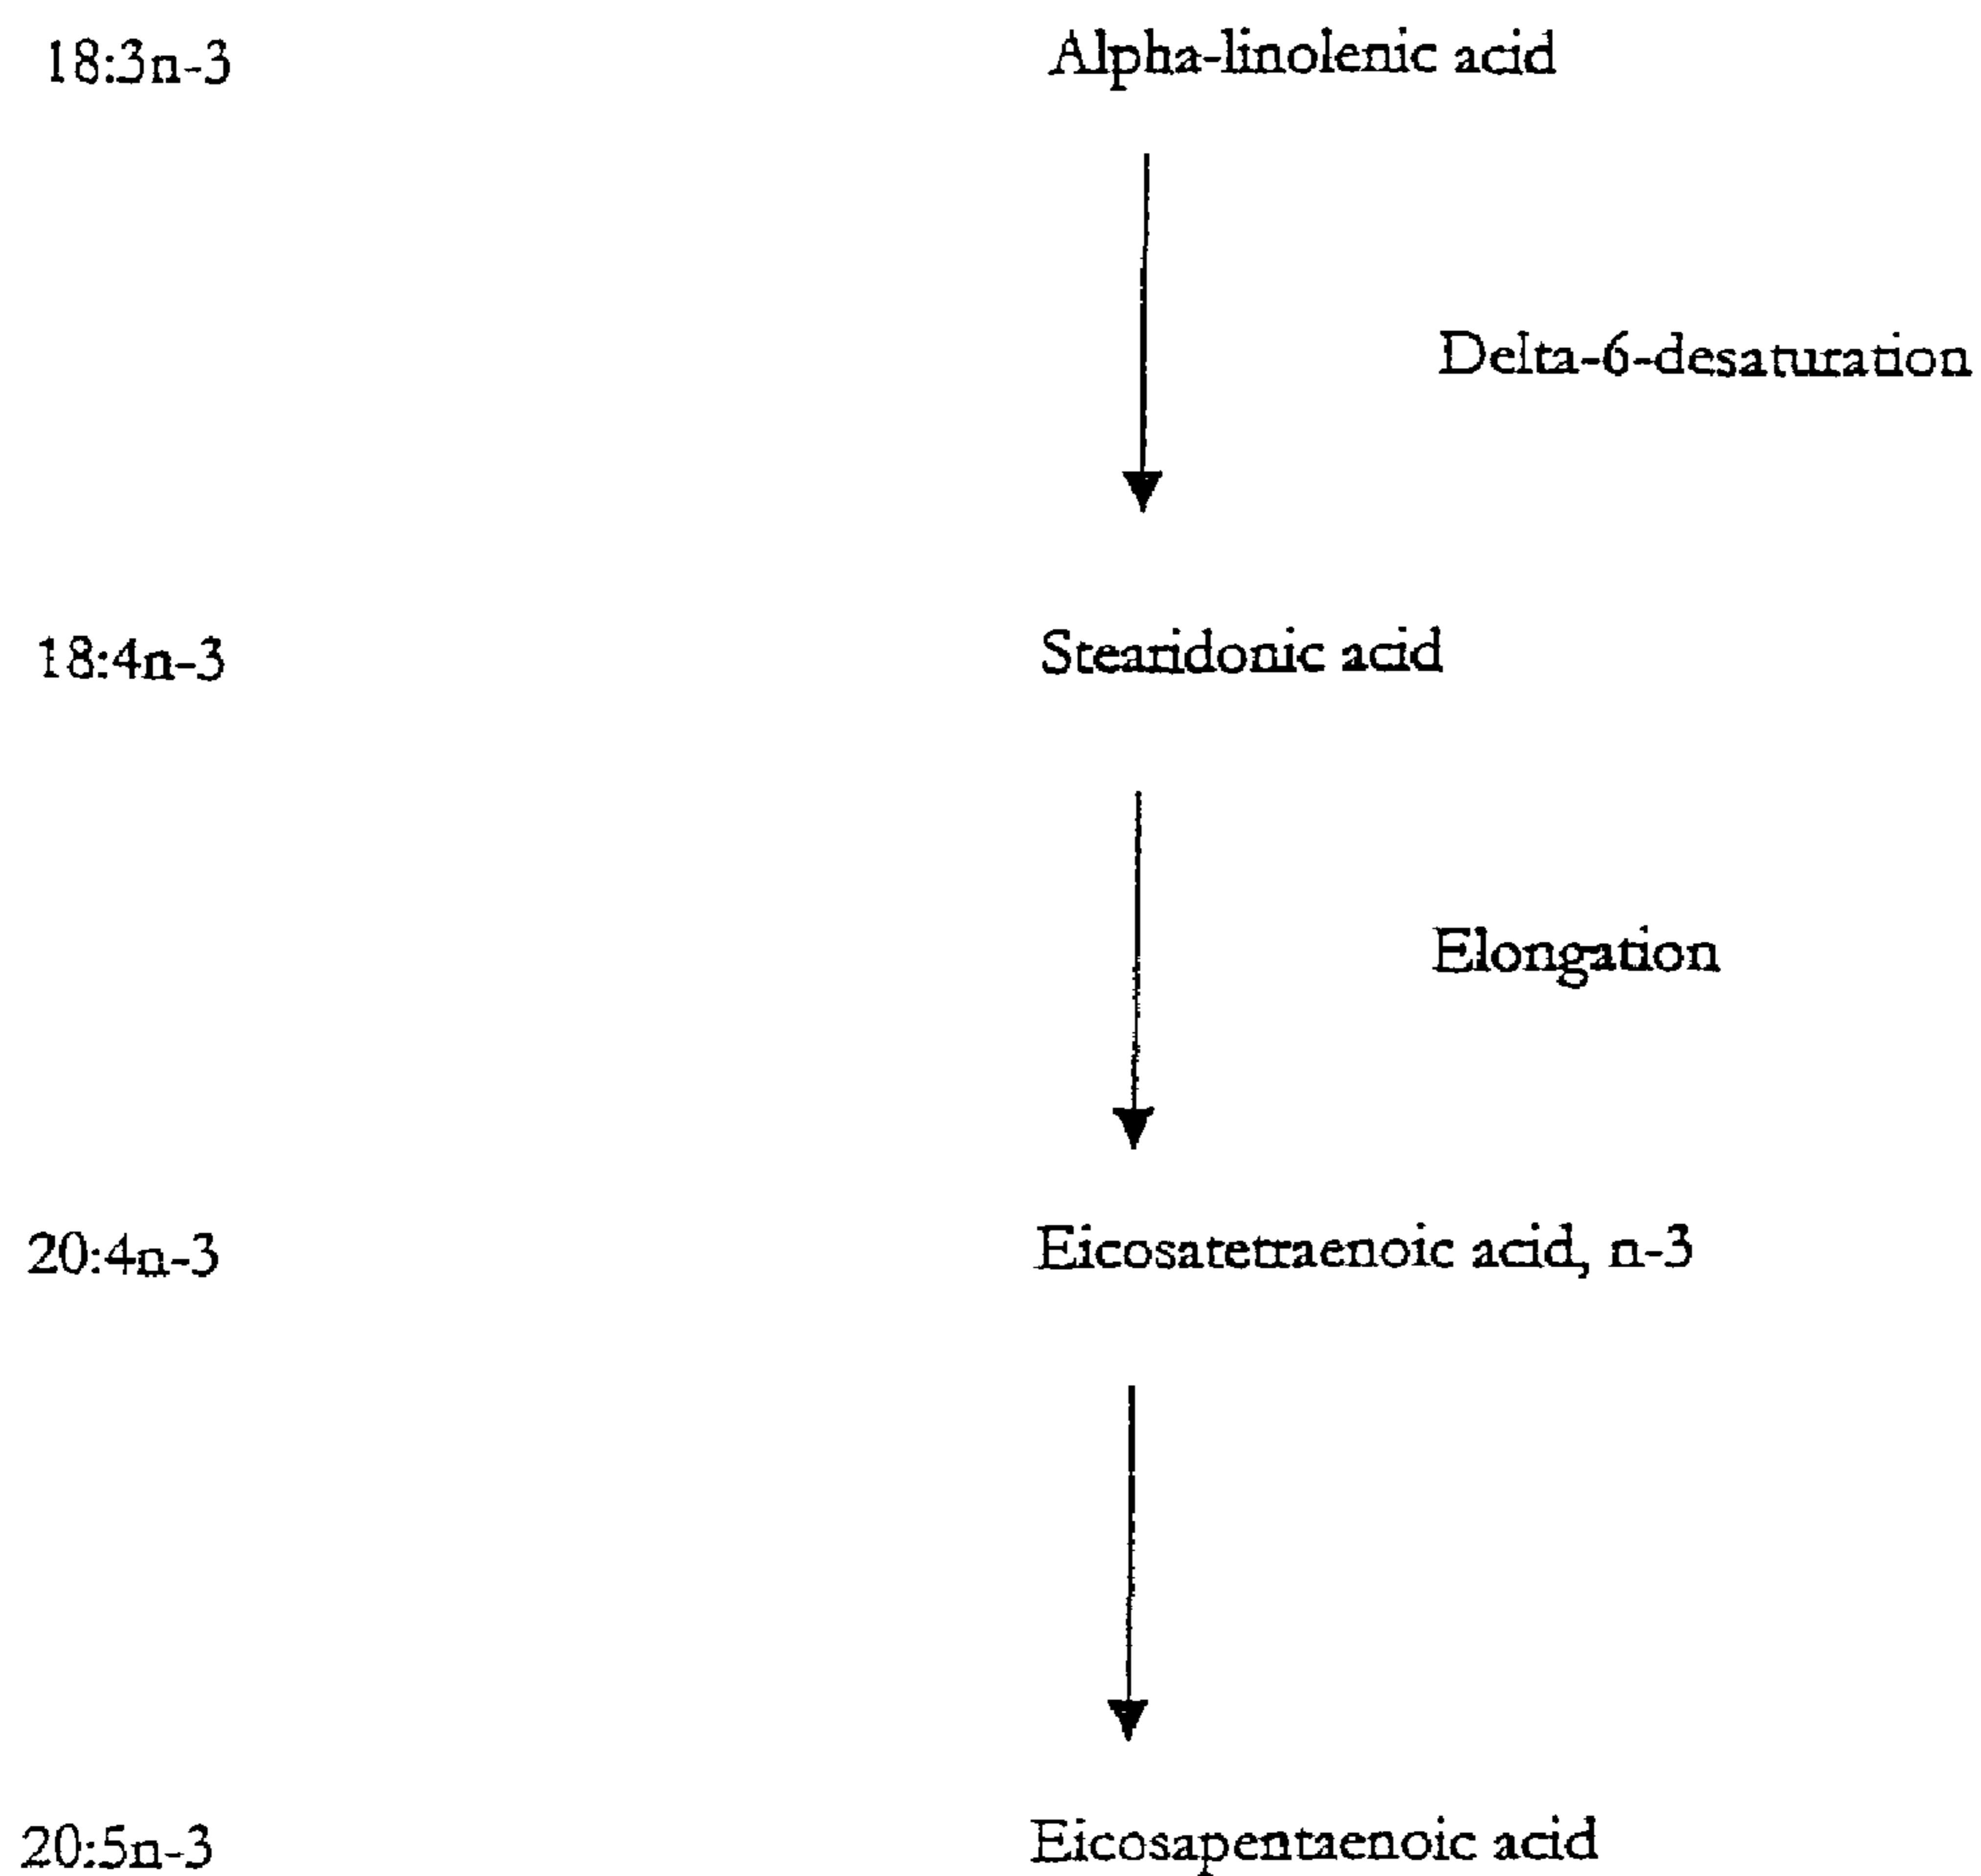 18:3n-3 Alpha-linolenic acid
Delta-6-desaturation
18:4n-3 Stearidonic acid
Elongation
20:4n-3 Eicosatetraenoic acid, n-3
20:5n-3 Eicosapentaenoic acid